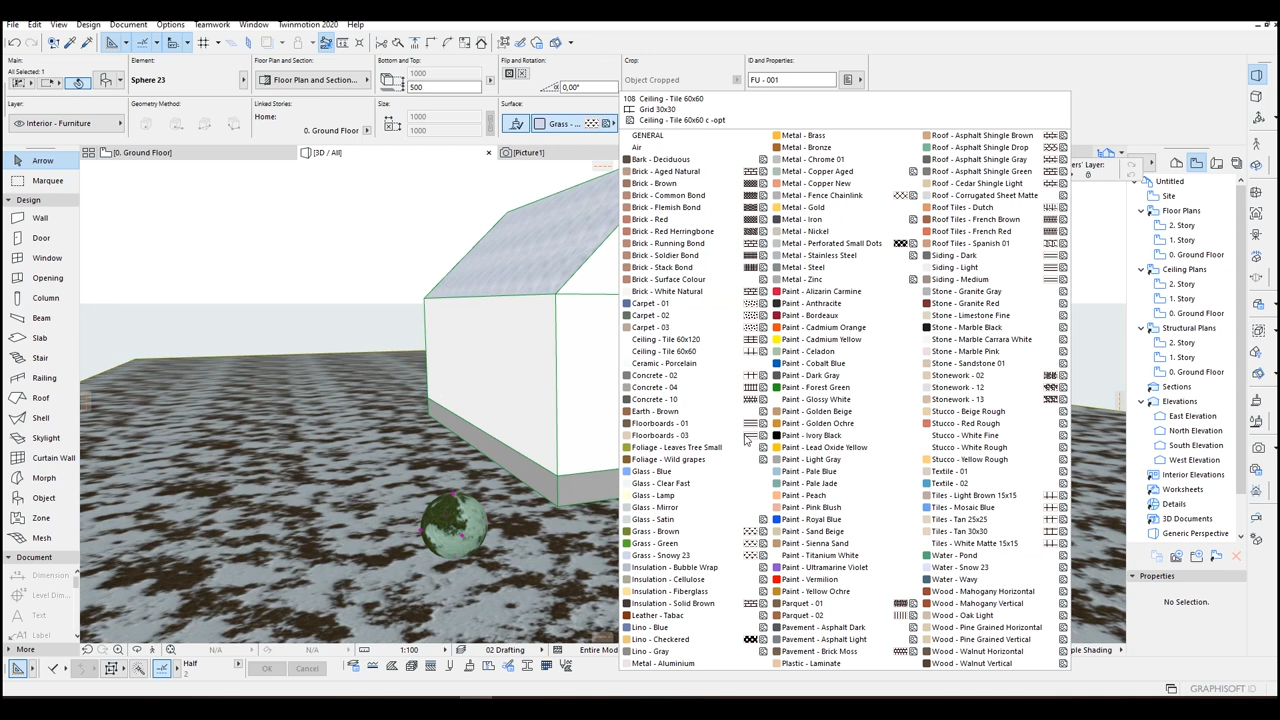 File Edit View Design Document Options Teamwork Window Twinmotion 2020 Help
Main: Element: Floor Plan and Section: Bottom and Top: Flip and Rotation: Crop: ID and Properties:
All Selected: 1 Sphere 23 Floor Plan and Section... 1000 500 0,00° Object Cropped FU - 001
Layer: Geometry Method: Linked Stories: Size: Surface:
Interior - Furniture Home: 0. Ground Floor 1000 1000 Grass - ...
108 Ceiling - Tile 60x60
Grid 30x30
Ceiling - Tile 60x60 c -opt
[0. Ground Floor] [3D / All] [Picture1]
Arrow
Marquee
Design
Wall
Door
Window
Opening
Column
Beam
Slab
Stair
Railing
Roof
Shell
Skylight
Curtain Wall
Morph
Object
Zone
Mesh
Document
Dimension
Level Dim...
Text
Label
More
GENERAL
Air
Bark - Deciduous
Brick - Aged Natural
Brick - Brown
Brick - Common Bond
Brick - Flemish Bond
Brick - Red
Brick - Red Herringbone
Brick - Running Bond
Brick - Soldier Bond
Brick - Stack Bond
Brick - Surface Colour
Brick - White Natural
Carpet - 01
Carpet - 02
Carpet - 03
Ceiling - Tile 60x120
Ceiling - Tile 60x60
Ceramic - Porcelain
Concrete - 02
Concrete - 04
Concrete - 10
Earth - Brown
Floorboards - 01
Floorboards - 03
Foliage - Leaves Tree Small
Foliage - Wild grapes
Glass - Blue
Glass - Clear Fast
Glass - Lamp
Glass - Mirror
Glass - Satin
Grass - Brown
Grass - Green
Grass - Snowy 23
Insulation - Bubble Wrap
Insulation - Cellulose
Insulation - Fiberglass
Insulation - Solid Brown
Leather - Tabac
Lino - Blue
Lino - Checkered
Lino - Gray
Metal - Aluminium
Metal - Brass
Metal - Bronze
Metal - Chrome 01
Metal - Copper Aged
Metal - Copper New
Metal - Fence Chainlink
Metal - Gold
Metal - Iron
Metal - Nickel
Metal - Perforated Small Dots
Metal - Stainless Steel
Metal - Steel
Metal - Zinc
Paint - Alizarin Carmine
Paint - Anthracite
Paint - Bordeaux
Paint - Cadmium Orange
Paint - Cadmium Yellow
Paint - Celadon
Paint - Cobalt Blue
Paint - Dark Gray
Paint - Forest Green
Paint - Glossy White
Paint - Golden Beige
Paint - Golden Ochre
Paint - Ivory Black
Paint - Lead Oxide Yellow
Paint - Light Gray
Paint - Pale Blue
Paint - Pale Jade
Paint - Peach
Paint - Pink Blush
Paint - Royal Blue
Paint - Sand Beige
Paint - Sienna Sand
Paint - Titanium White
Paint - Ultramarine Violet
Paint - Vermilion
Paint - Yellow Ochre
Parquet - 01
Parquet - 02
Pavement - Asphalt Dark
Pavement - Asphalt Light
Pavement - Brick Moss
Plastic - Laminate
Roof - Asphalt Shingle Brown
Roof - Asphalt Shingle Drop
Roof - Asphalt Shingle Gray
Roof - Asphalt Shingle Green
Roof - Cedar Shingle Light
Roof - Corrugated Sheet Matte
Roof Tiles - Dutch
Roof Tiles - French Brown
Roof Tiles - French Red
Roof Tiles - Spanish 01
Siding - Dark
Siding - Light
Siding - Medium
Stone - Granite Gray
Stone - Granite Red
Stone - Limestone Fine
Stone - Marble Black
Stone - Marble Carrara White
Stone - Marble Pink
Stone - Sandstone 01
Stonework - 02
Stonework - 12
Stonework - 13
Stucco - Beige Rough
Stucco - Red Rough
Stucco - White Fine
Stucco - White Rough
Stucco - Yellow Rough
Textile - 01
Textile - 02
Tiles - Light Brown 15x15
Tiles - Mosaic Blue
Tiles - Tan 25x25
Tiles - Tan 30x30
Tiles - White Matte 15x15
Water - Pond
Water - Snow 23
Water - Wavy
Wood - Mahogany Horizontal
Wood - Mahogany Vertical
Wood - Oak Light
Wood - Pine Grained Horizontal
Wood - Pine Grained Vertical
Wood - Walnut Horizontal
Wood - Walnut Vertical
ers' Layer:
Untitled
Site
Floor Plans
2. Story
1. Story
0. Ground Floor
Ceiling Plans
2. Story
1. Story
0. Ground Floor
Structural Plans
2. Story
1. Story
0. Ground Floor
Sections
Elevations
East Elevation
North Elevation
South Elevation
West Elevation
Interior Elevations
Worksheets
Details
3D Documents
Generic Perspective
Properties
No Selection.
N/A N/A 1:100 02 Drafting Entire Mod ple Shading
Half
2
OK Cancel
GRAPHISOFT ID